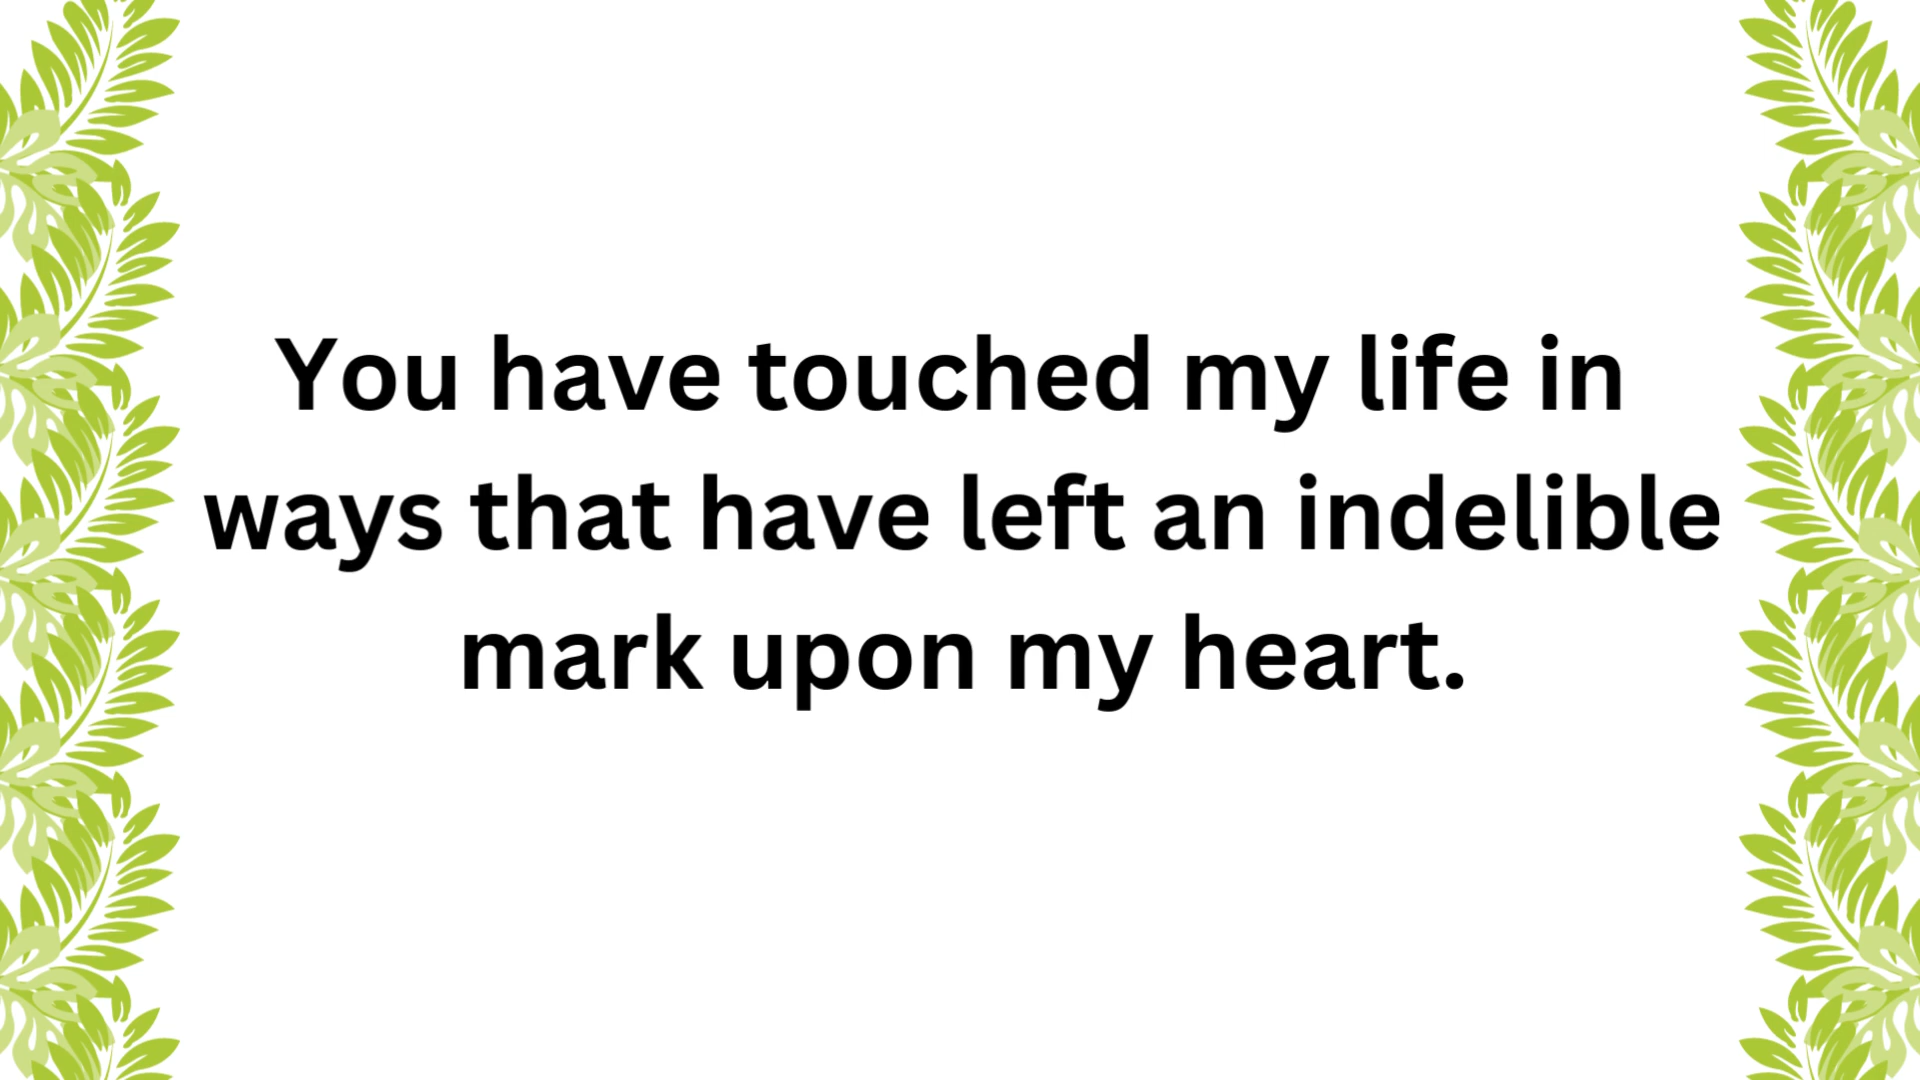 You have touched my life in
ways that have left an indelible
mark upon my heart.